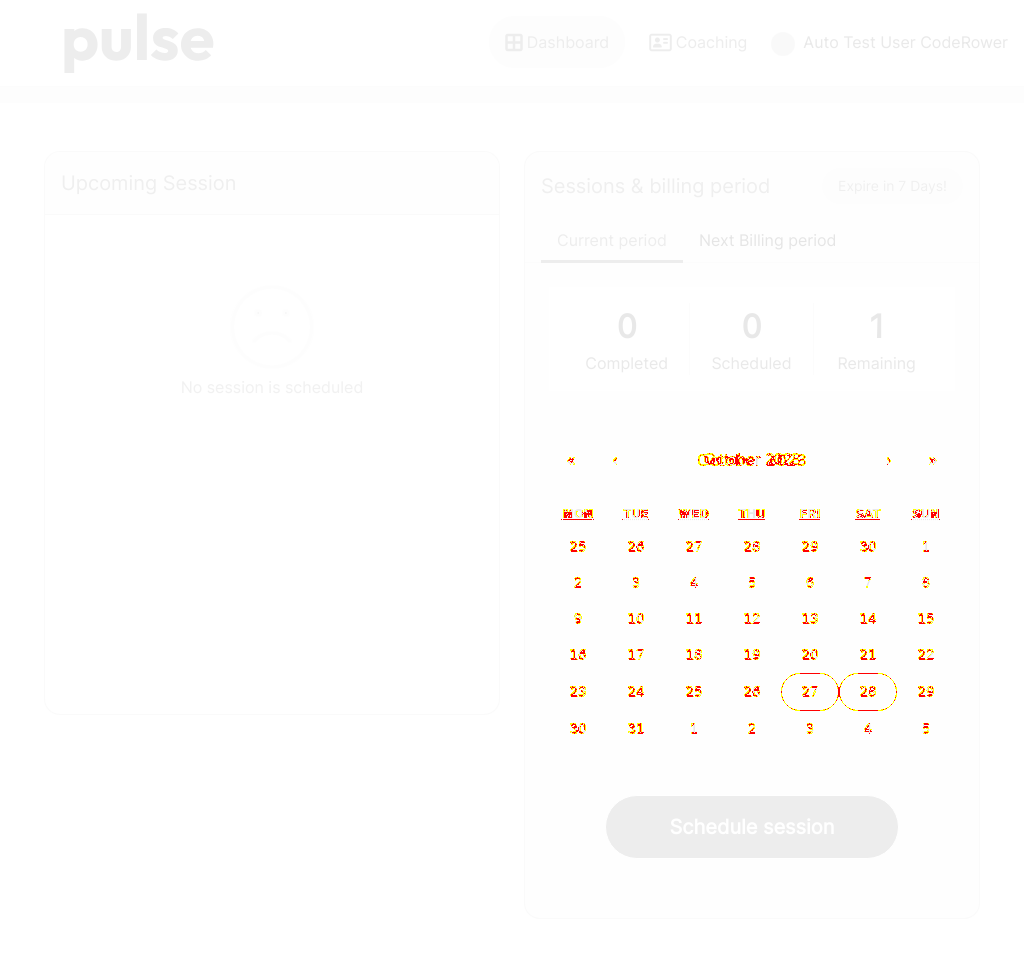 pulse
Dashboard
Coaching
Auto Test User CodeRower
Upcoming Session
No session is scheduled
Sessions & billing period
Expire in 7 Days!
Current period
Next Billing period
0 0 1
Completed Scheduled Remaining
« ‹ October 2023 › »
MON TUE WED THU FRI SAT SUN
25 26 27 28 29 30 1
2 3 4 5 6 7 8
9 10 11 12 13 14 15
16 17 18 19 20 21 22
23 24 25 26 27 28 29
30 31 1 2 3 4 5
Schedule session